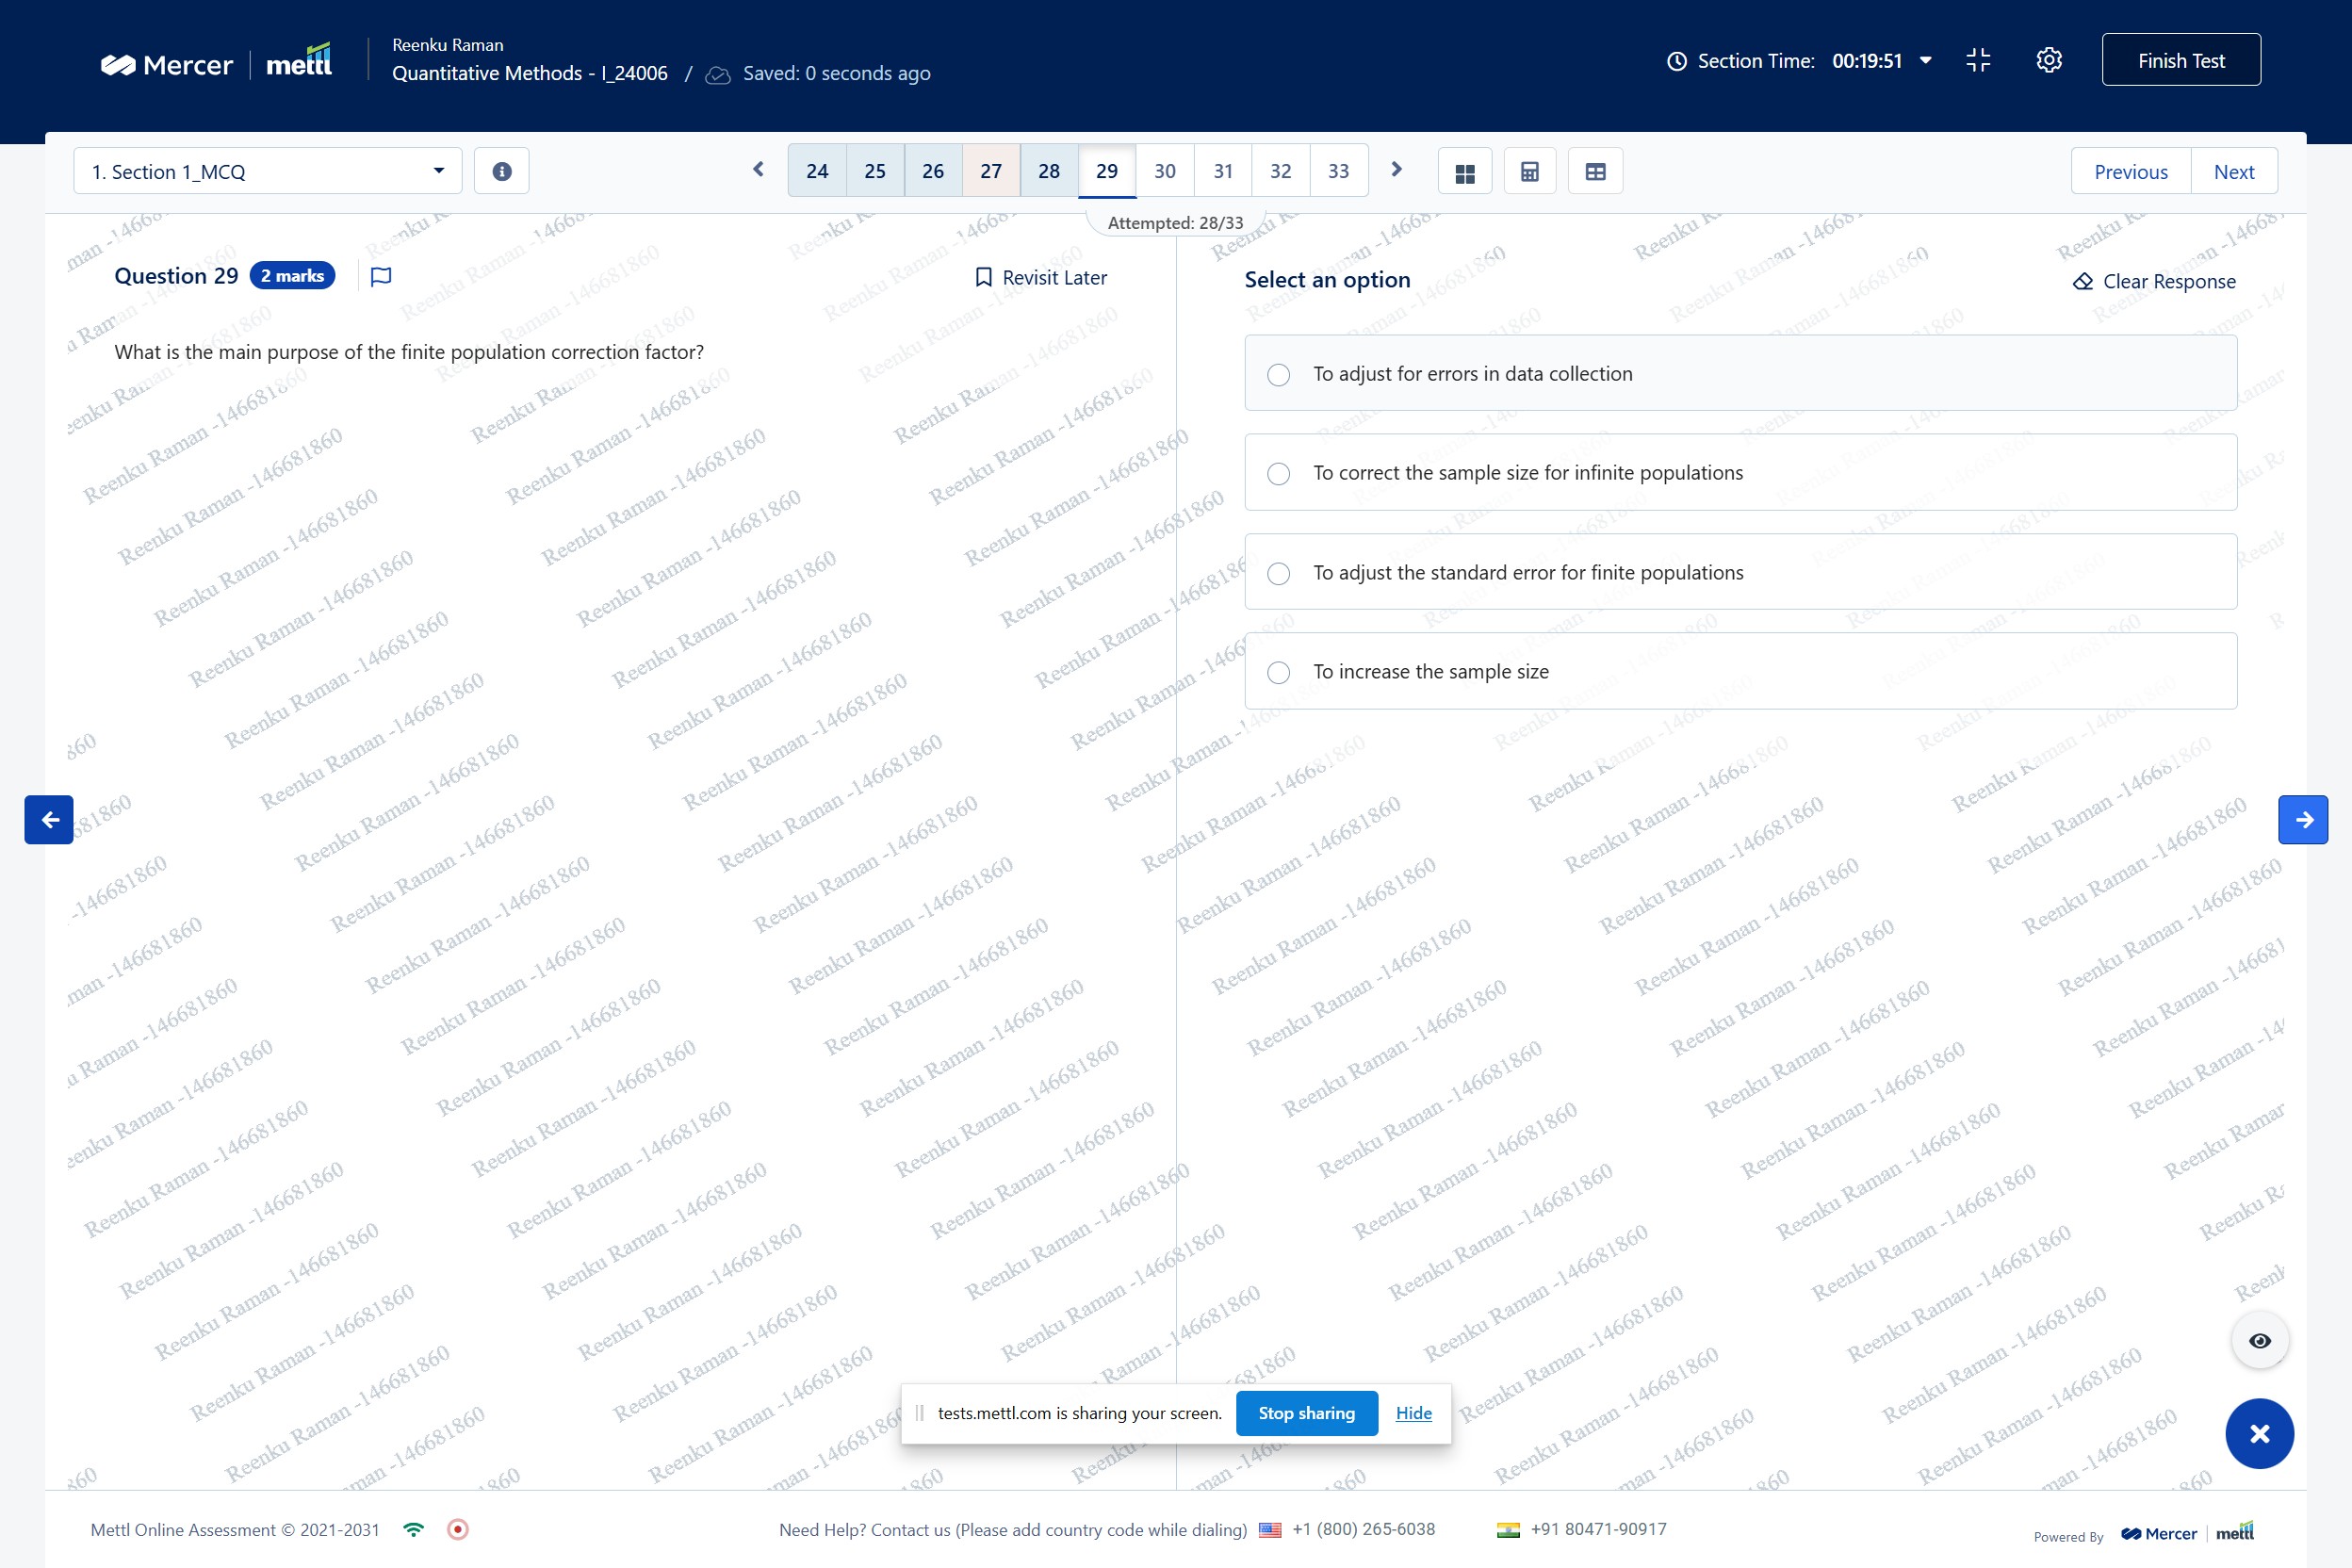 Mercer | mettl
Reenku Raman
Quantitative Methods - I_24006 / Saved: 0 seconds ago
Section Time: 00:19:51
Finish Test
1. Section 1_MCQ
24 25 26 27 28 29 30 31 32 33
Previous Next
Attempted: 28/33
Question 29 2 marks
Revisit Later
What is the main purpose of the finite population correction factor?
Select an option
Clear Response
To adjust for errors in data collection
To correct the sample size for infinite populations
To adjust the standard error for finite populations
To increase the sample size
Reenku Raman -146681860
tests.mettl.com is sharing your screen. Stop sharing Hide
Mettl Online Assessment © 2021-2031
Need Help? Contact us (Please add country code while dialing) +1 (800) 265-6038 +91 80471-90917
Powered By Mercer | mettl